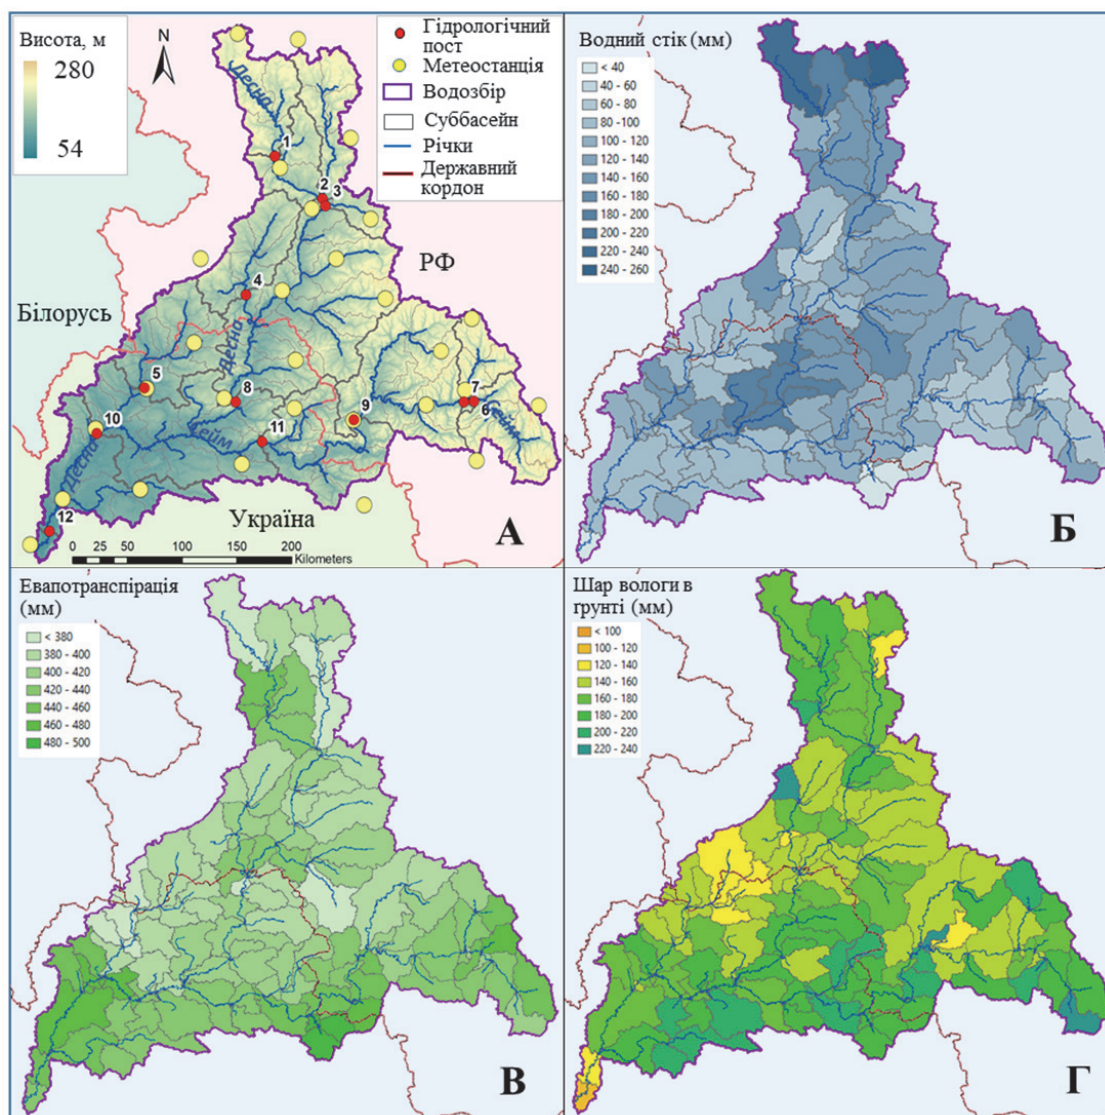 Висота, м
280
54
N
Гідрологічний
пост
Метеостанція
Водозбір
Суббасейн
Річки
Державний
кордон
Десна
1
2
3
РФ
4
Білорусь
Десна
5
8
7
6
Сейм
9
10
11
Сейм
Десна
12
Україна
А
0 25 50 100 150 200
Kilometers
Водний стік (мм)
< 40
40 - 60
60 - 80
80 -100
100 - 120
120 - 140
140 - 160
160 - 180
180 - 200
200 - 220
220 - 240
240 - 260
Б
Евапотранспірація
(мм)
< 380
380 - 400
400 - 420
420 - 440
440 - 460
460 - 480
480 - 500
В
Шар вологи в
ґрунті (мм)
< 100
100 - 120
120 - 140
140 - 160
160 - 180
180 - 200
200 - 220
220 - 240
Г